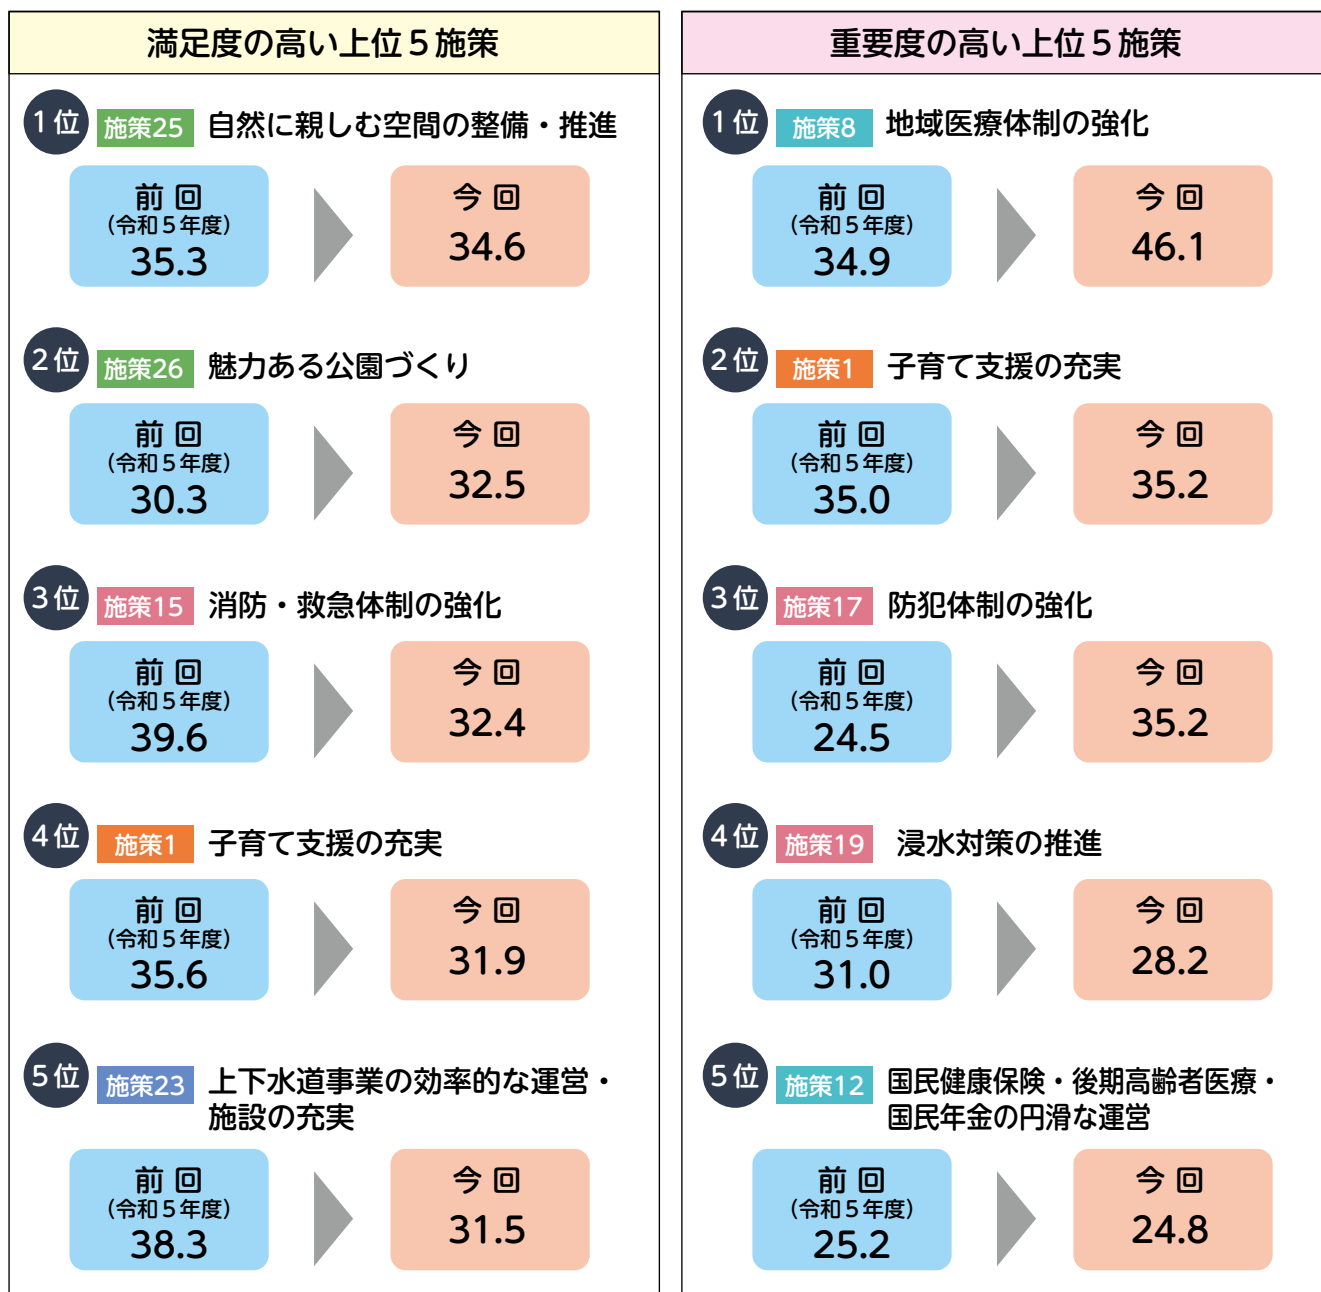 満足度の高い上位５施策
1位 施策25 自然に親しむ空間の整備・推進
前回
（令和５年度）
35.3
今回
34.6
2位 施策26 魅力ある公園づくり
前回
（令和５年度）
30.3
今回
32.5
3位 施策15 消防・救急体制の強化
前回
（令和５年度）
39.6
今回
32.4
4位 施策1 子育て支援の充実
前回
（令和５年度）
35.6
今回
31.9
5位 施策23 上下水道事業の効率的な運営・
施設の充実
前回
（令和５年度）
38.3
今回
31.5
重要度の高い上位５施策
1位 施策8 地域医療体制の強化
前回
（令和５年度）
34.9
今回
46.1
2位 施策1 子育て支援の充実
前回
（令和５年度）
35.0
今回
35.2
3位 施策17 防犯体制の強化
前回
（令和５年度）
24.5
今回
35.2
4位 施策19 浸水対策の推進
前回
（令和５年度）
31.0
今回
28.2
5位 施策12 国民健康保険・後期高齢者医療・
国民年金の円滑な運営
前回
（令和５年度）
25.2
今回
24.8